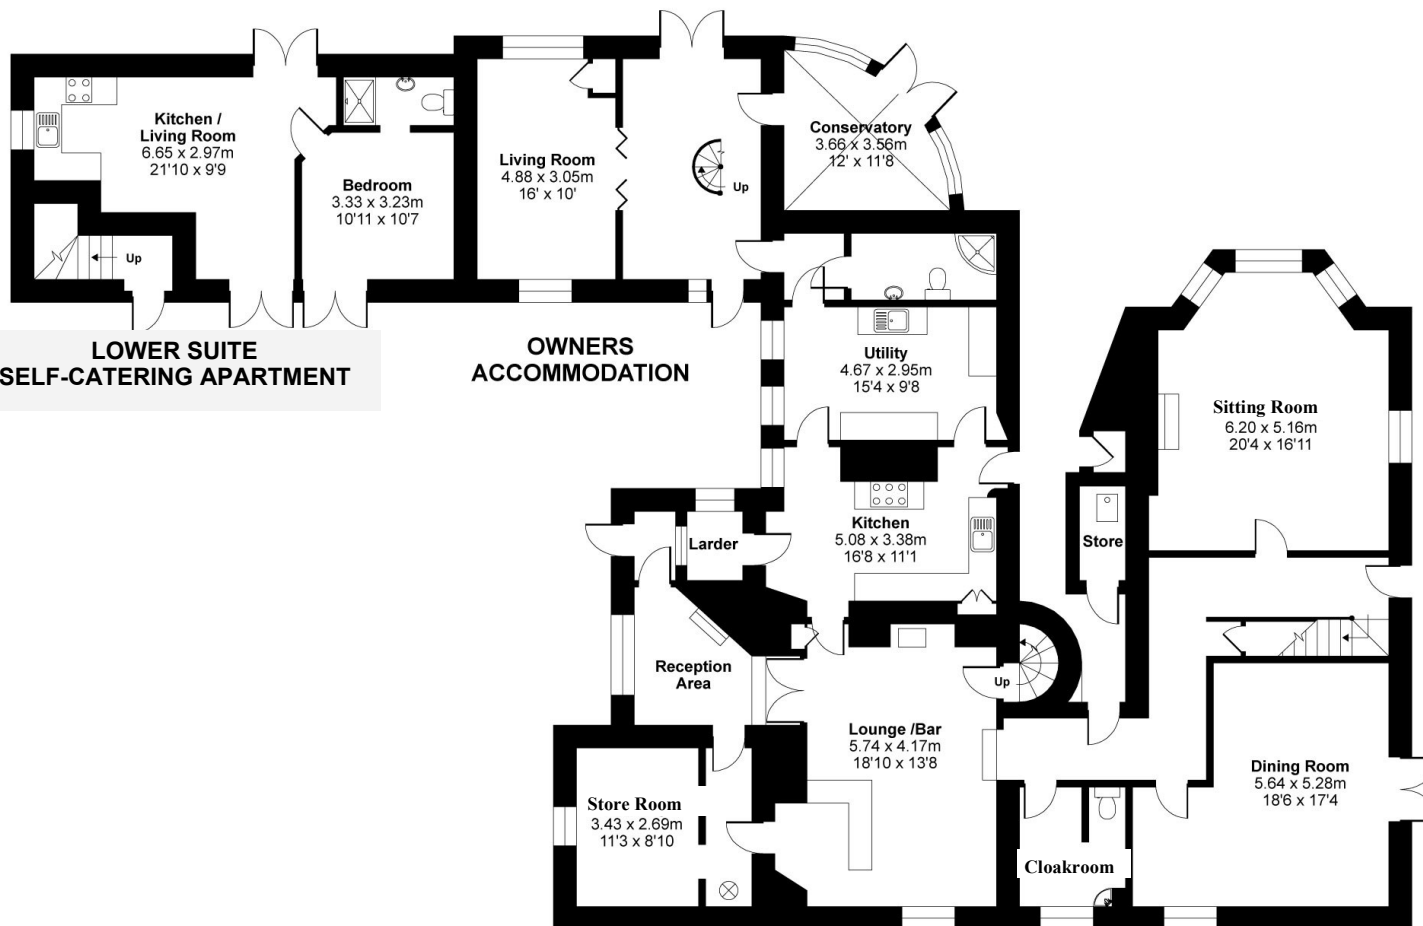 Kitchen /
Living Room
6.65 x 2.97m
21'10 x 9'9
Bedroom
3.33 x 3.23m
10'11 x 10'7
Up
LOWER SUITE
SELF-CATERING APARTMENT
Living Room
4.88 x 3.05m
16' x 10'
Up
Conservatory
3.66 x 3.56m
12' x 11'8
OWNERS
ACCOMMODATION
Utility
4.67 x 2.95m
15'4 x 9'8
Sitting Room
6.20 x 5.16m
20'4 x 16'11
Kitchen
5.08 x 3.38m
16'8 x 11'1
Larder
Store
Reception
Area
Up
Lounge /Bar
5.74 x 4.17m
18'10 x 13'8
Dining Room
5.64 x 5.28m
18'6 x 17'4
Store Room
3.43 x 2.69m
11'3 x 8'10
Cloakroom